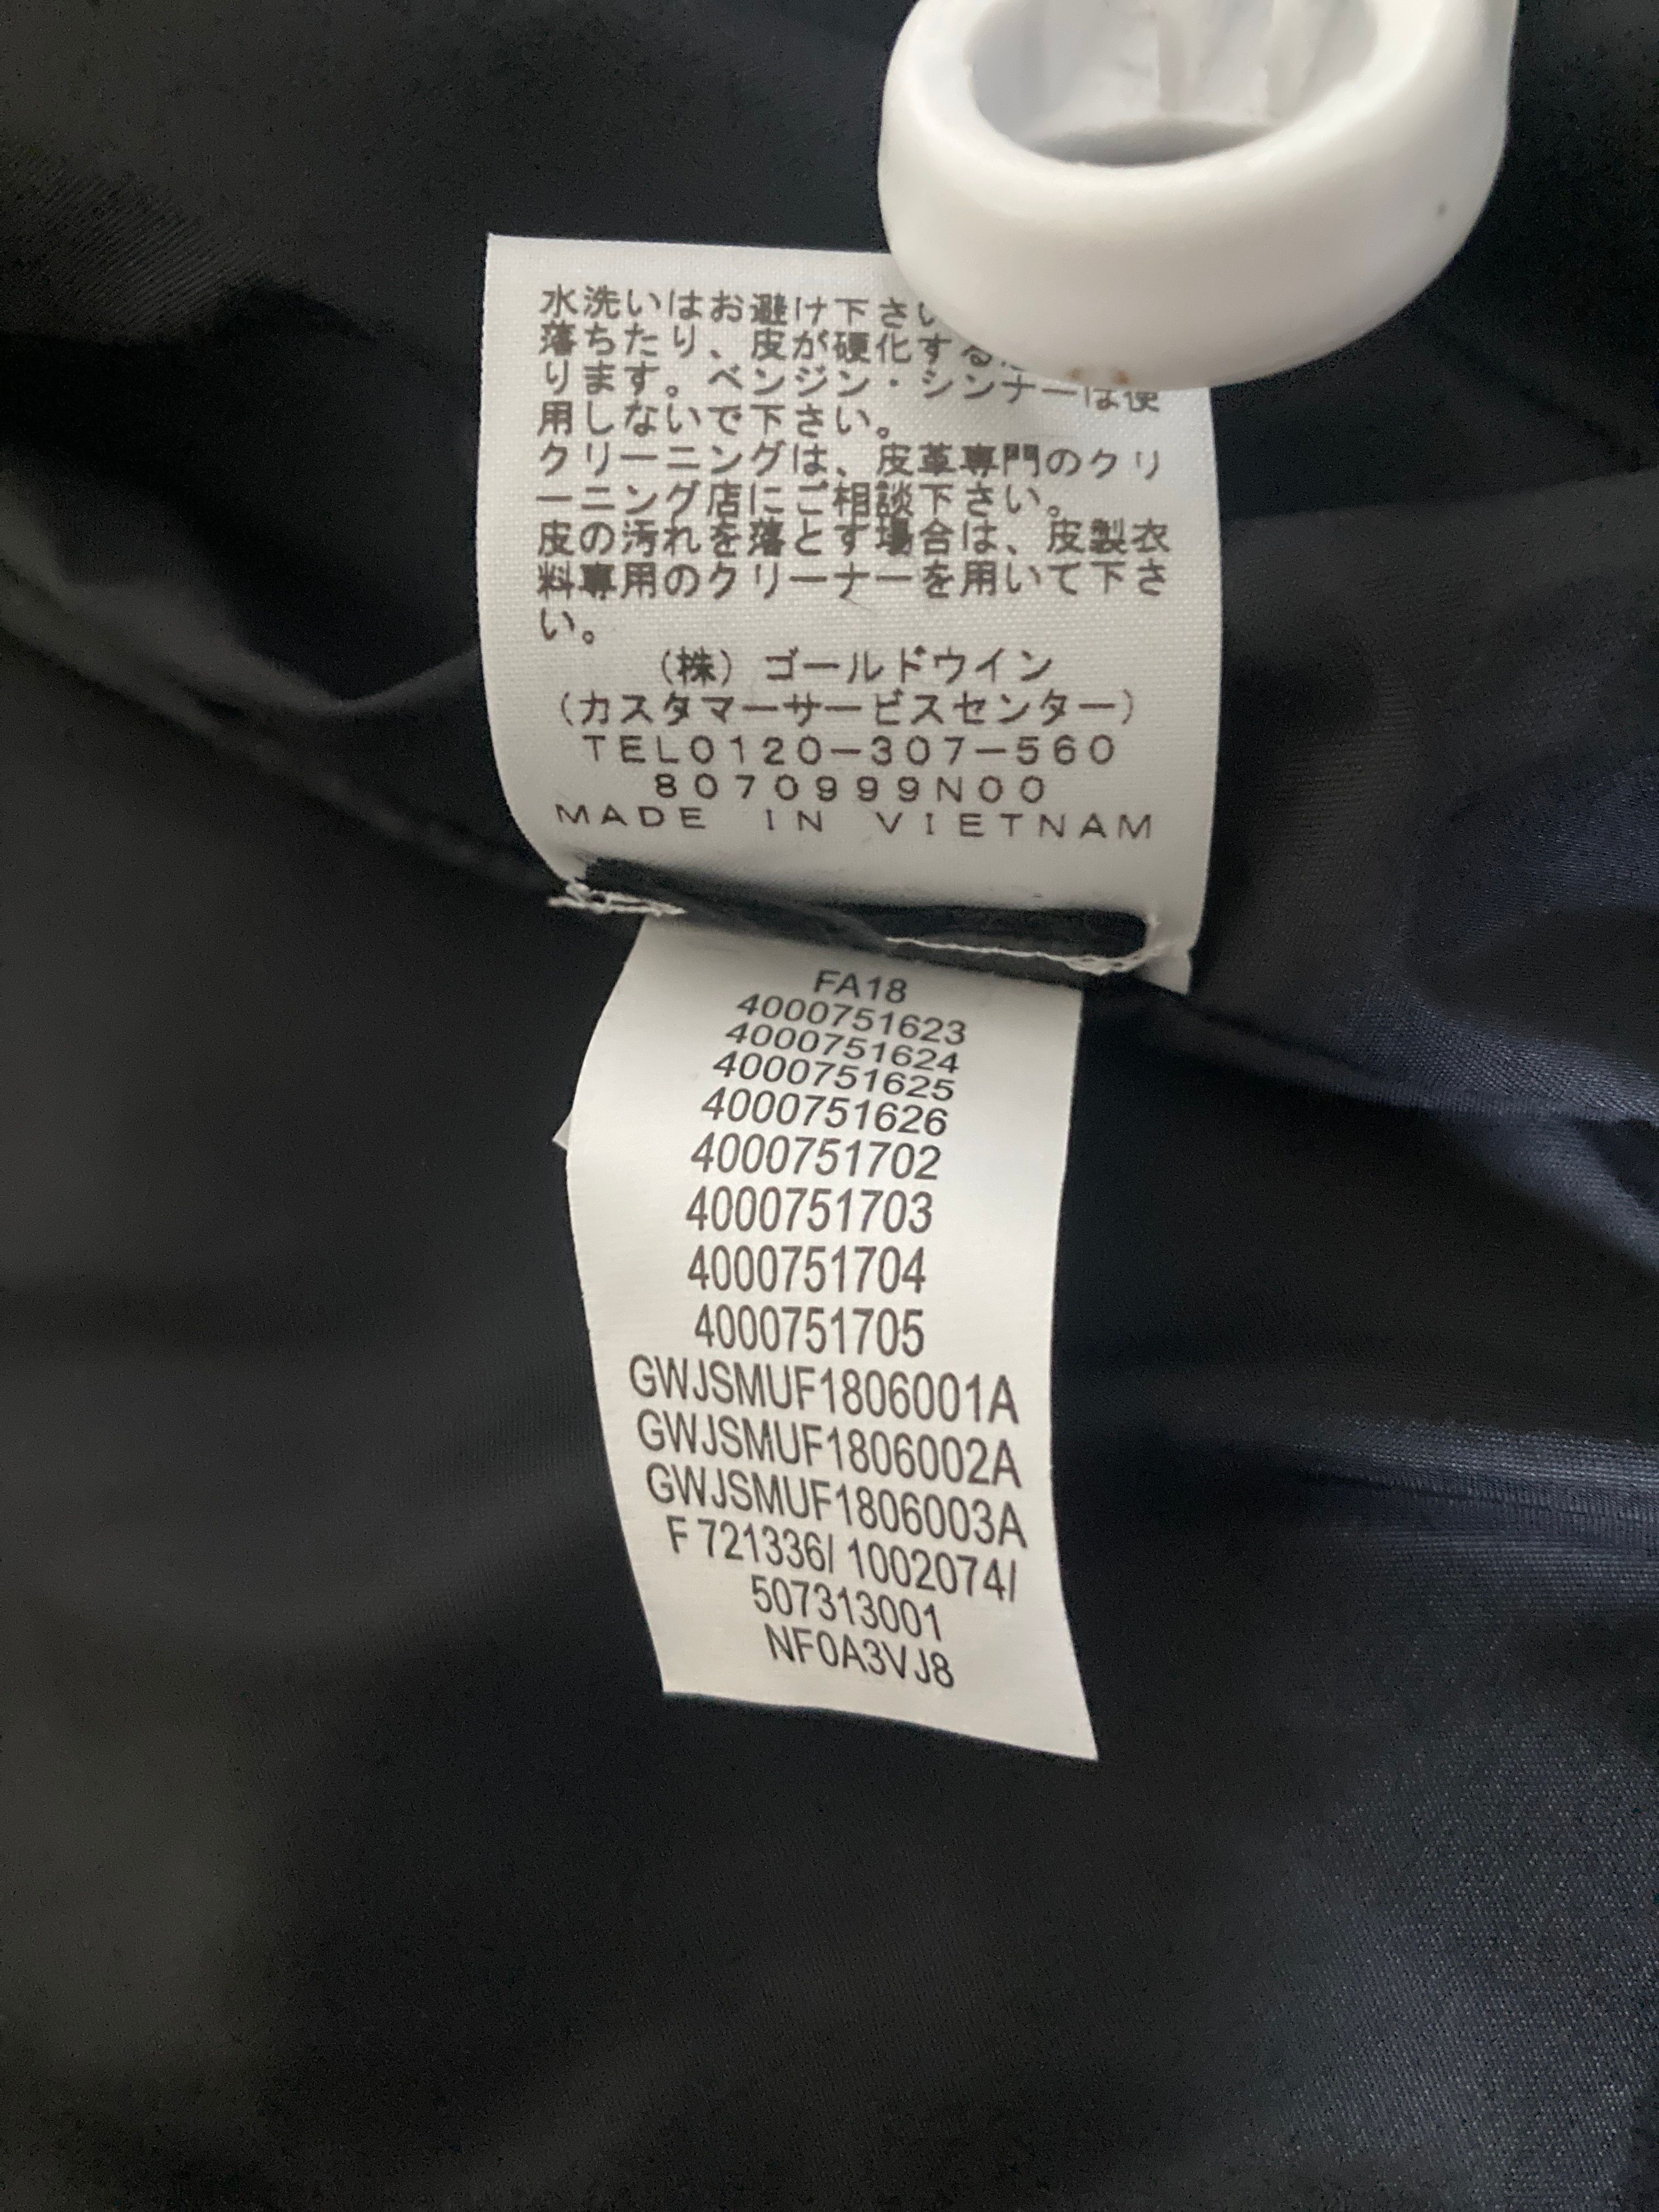 水洗いはお避け下さい
落ちたり、皮が硬化する
ります。ベンジン・シンナーは使
用しないで下さい。
クリーニングは、皮革専門のクリ
ーニング店にご相談下さい。
皮の汚れを落とす場合は、皮製衣
料専用のクリーナーを用いて下さ
い。
(株)ゴールドウイン
(カスタマーサービスセンター)
TEL0120-307-560
8070999N00
MADE IN VIETNAM
FA18
4000751623
4000751624
4000751625
4000751626
4000751702
4000751703
4000751704
4000751705
GWJSMUF1806001A
GWJSMUF1806002A
GWJSMUF1806003A
F 721336/ 1002074/
507313001
NF0A3VJ8